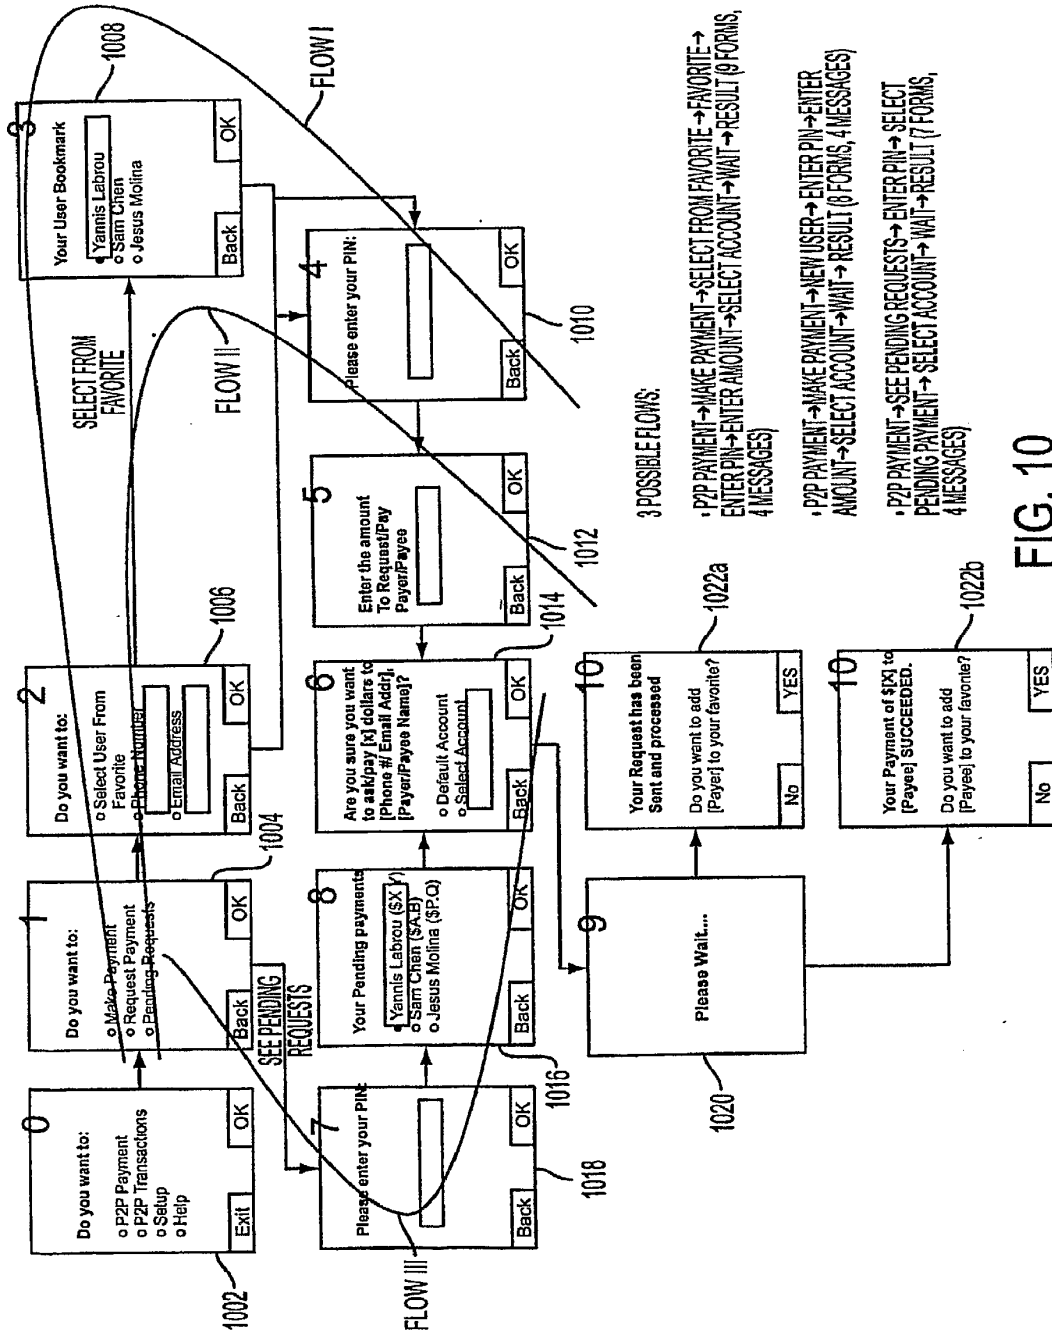 0
Do you want to:
o P2P Payment
o P2P Transactions
o Setup
o Help
Exit
OK
1002
1
Do you want to:
o Make Payment
o Request Payment
o Pending Requests
Back
OK
1004
SEE PENDING
REQUESTS
2
Do you want to:
o Select User From
Favorite
o Phone Number
o Email Address
Back
OK
1006
SELECT FROM
FAVORITE
3
Your User Bookmark
Yannis Labrou
o Sam Chen
o Jesus Molina
Back
OK
1008
FLOW I
FLOW II
FLOW III
7
Please enter your PIN:
Back
OK
1018
8
Your Pending payments
Yannis Labrou ($X.Y)
o Sam Chen ($A.B)
o Jesus Molina ($P.Q)
Back
OK
1016
6
Are you sure you want
to ask/pay [x] dollars to
[Phone #/ Email Addr],
[Payer/Payee Name]?
o Default Account
o Select Account
Back
OK
1014
5
Enter the amount
To Request/Pay
Payer/Payee
Back
OK
1012
4
Please enter your PIN:
Back
OK
1010
9
Please Wait....
1020
10
Your Request has been
Sent and processed
Do you want to add
[Payer] to your favorite?
No
YES
1022a
10
Your Payment of $[X] to
[Payee] SUCCEEDED.
Do you want to add
[Payee] to your favorite?
No
YES
1022b
3 POSSIBLE FLOWS:
• P2P PAYMENT→MAKE PAYMENT→SELECT FROM FAVORITE→FAVORITE→
ENTER PIN→ENTER AMOUNT→SELECT ACCOUNT→WAIT→RESULT (9 FORMS,
4 MESSAGES)
• P2P PAYMENT→MAKE PAYMENT→NEW USER→ENTER PIN→ENTER
AMOUNT→SELECT ACCOUNT→WAIT→RESULT (8 FORMS, 4 MESSAGES)
• P2P PAYMENT→SEE PENDING REQUESTS→ENTER PIN→SELECT
PENDING PAYMENT→ SELECT ACCOUNT→WAIT→RESULT (7 FORMS,
4 MESSAGES)
FIG. 10